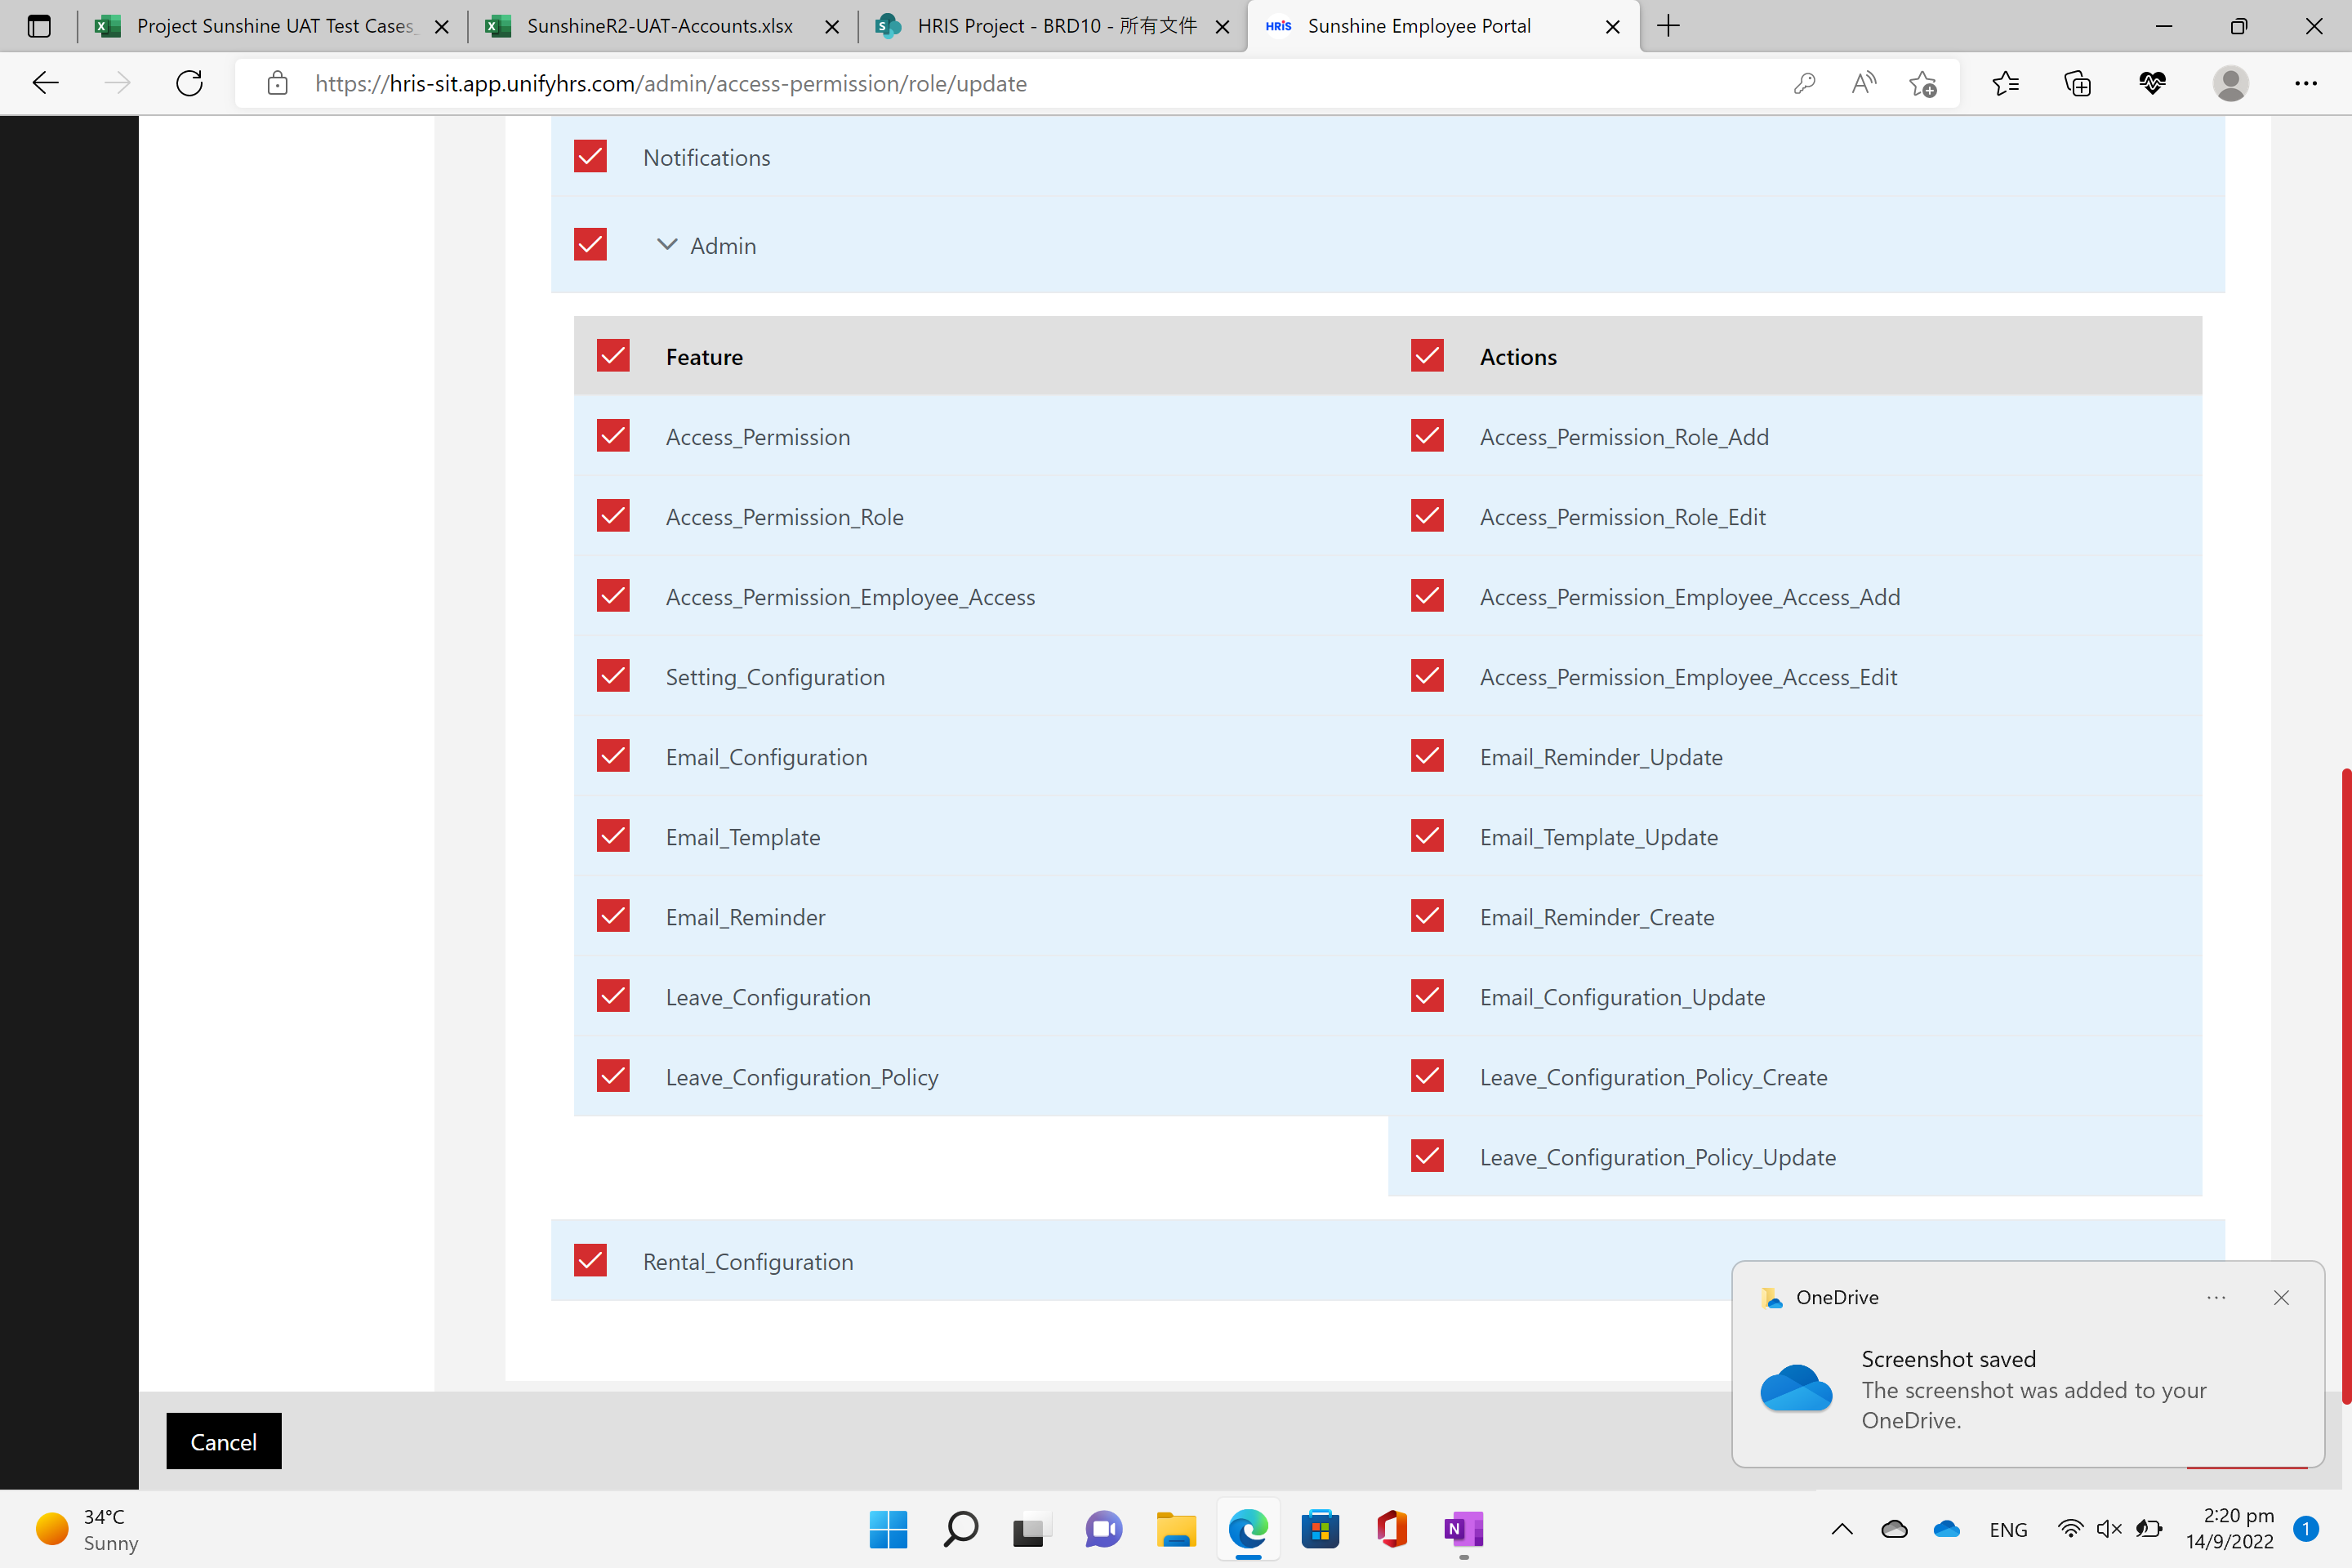 Project Sunshine UAT Test Cases_
SunshineR2-UAT-Accounts.xlsx
HRIS Project - BRD10 - 所有文件
HRIS
Sunshine Employee Portal
https://hris-sit.app.unifyhrs.com/admin/access-permission/role/update
Notifications
Admin
Feature
Actions
Access_Permission
Access_Permission_Role_Add
Access_Permission_Role
Access_Permission_Role_Edit
Access_Permission_Employee_Access
Access_Permission_Employee_Access_Add
Setting_Configuration
Access_Permission_Employee_Access_Edit
Email_Configuration
Email_Reminder_Update
Email_Template
Email_Template_Update
Email_Reminder
Email_Reminder_Create
Leave_Configuration
Email_Configuration_Update
Leave_Configuration_Policy
Leave_Configuration_Policy_Create
Leave_Configuration_Policy_Update
Rental_Configuration
OneDrive
Screenshot saved
The screenshot was added to your
OneDrive.
Cancel
34°C
Sunny
ENG
2:20 pm
14/9/2022
1